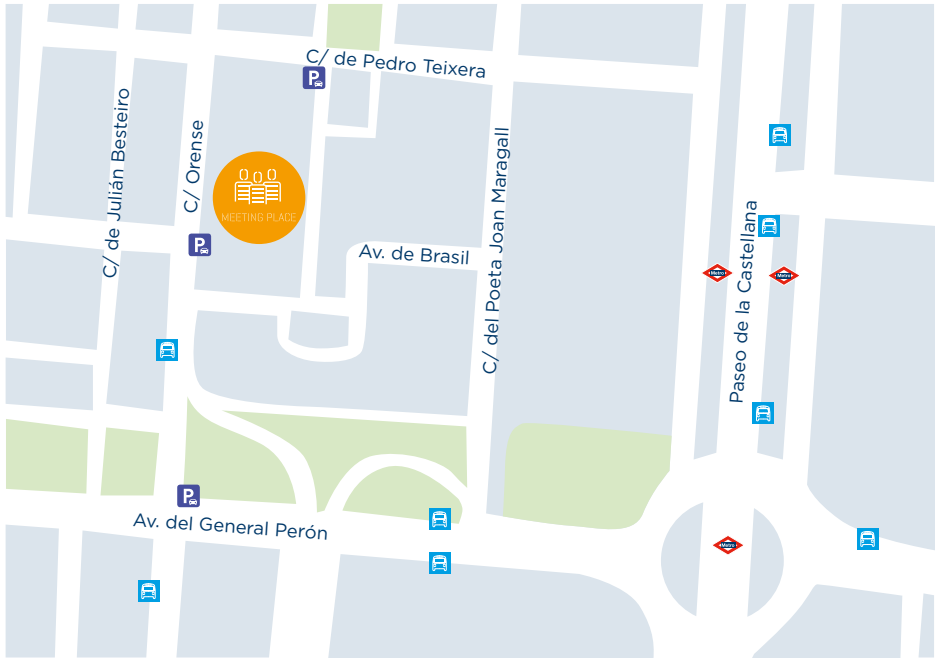 C/ de Pedro Teixera
P
C/ de Julián Besteiro
C/ Orense
MEETING PLACE
P
Av. de Brasil
C/ del Poeta Joan Maragall
Paseo de la Castellana
Metro
Metro
P
Av. del General Perón
Metro